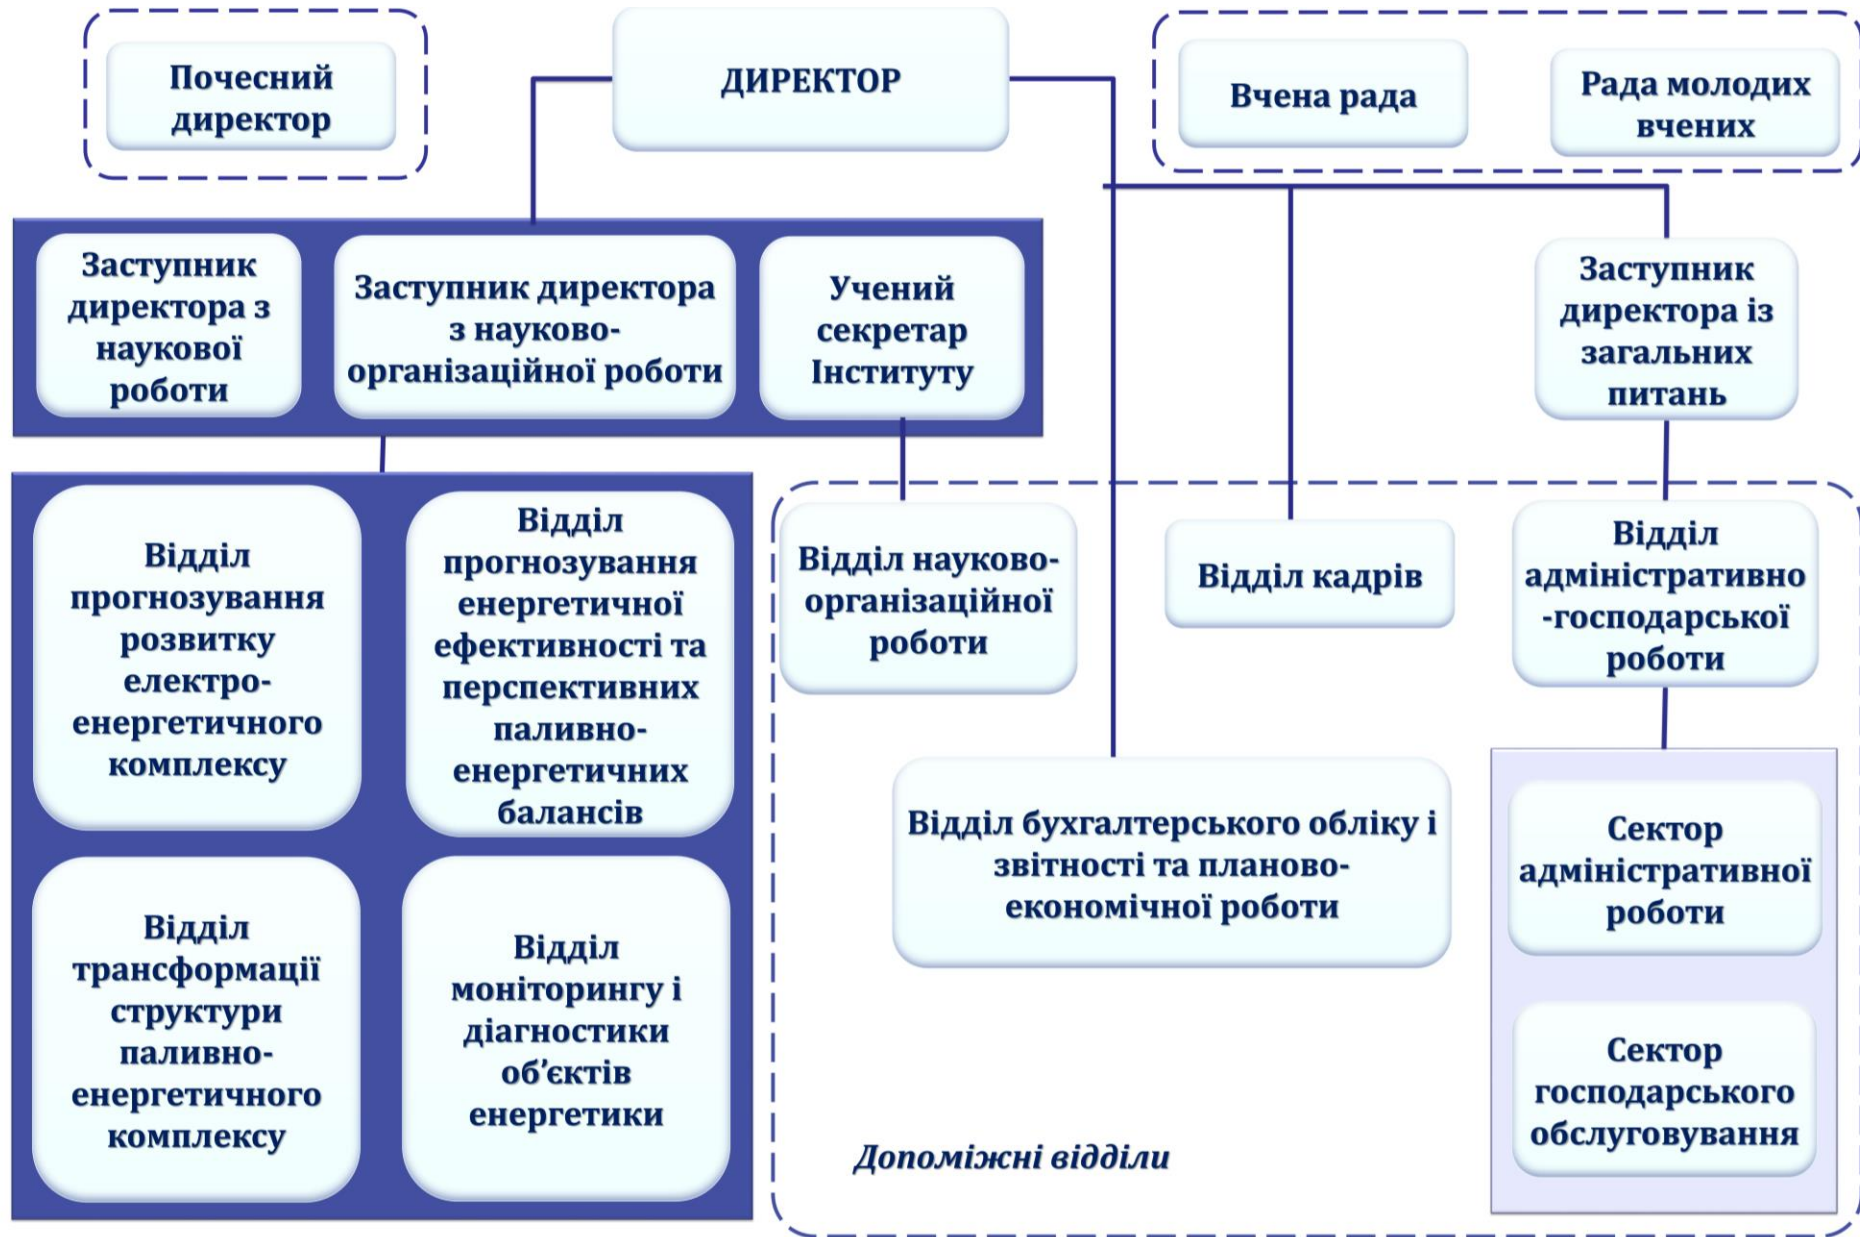 Почесний
директор
ДИРЕКТОР
Вчена рада
Рада молодих
вчених
Заступник
директора з
наукової
роботи
Заступник директора
з науково-
організаційної роботи
Учений
секретар
Інституту
Заступник
директора із
загальних
питань
Відділ
прогнозування
розвитку
електро-
енергетичного
комплексу
Відділ
прогнозування
енергетичної
ефективності та
перспективних
паливно-
енергетичних
балансів
Відділ науково-
організаційної
роботи
Відділ кадрів
Відділ
адміністративно
-господарської
роботи
Відділ бухгалтерського обліку і
звітності та планово-
економічної роботи
Сектор
адміністративної
роботи
Відділ
трансформації
структури
паливно-
енергетичного
комплексу
Відділ
моніторингу і
діагностики
об’єктів
енергетики
Сектор
господарського
обслуговування
Допоміжні відділи